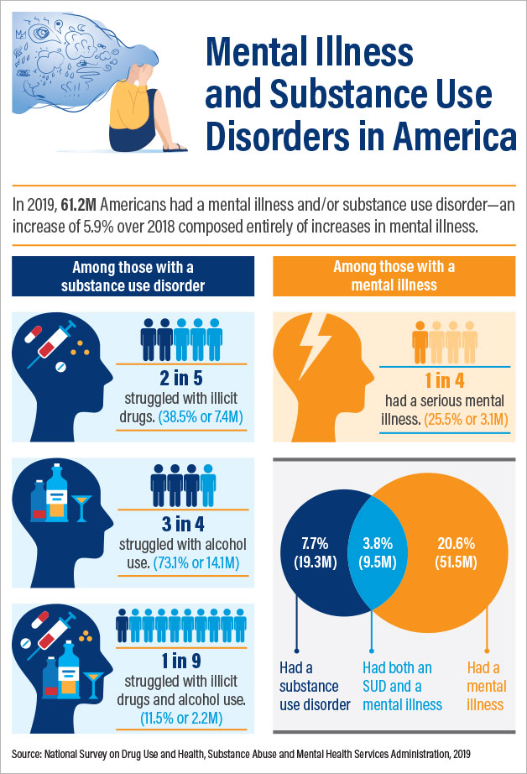 Mental Illness
and Substance Use
Disorders in America
In 2019, 61.2M Americans had a mental illness and/or substance use disorder—an
increase of 5.9% over 2018 composed entirely of increases in mental illness.
Among those with a
substance use disorder
2 in 5
struggled with illicit
drugs. (38.5% or 7.4M)
3 in 4
struggled with alcohol
use. (73.1% or 14.1M)
1 in 9
struggled with illicit
drugs and alcohol use.
(11.5% or 2.2M)
Among those with a
mental illness
1 in 4
had a serious mental
illness. (25.5% or 3.1M)
7.7%
(19.3M)
3.8%
(9.5M)
20.6%
(51.5M)
Had a
substance
use disorder
Had both an
SUD and a
mental illness
Had a
mental
illness
Source: National Survey on Drug Use and Health, Substance Abuse and Mental Health Services Administration, 2019